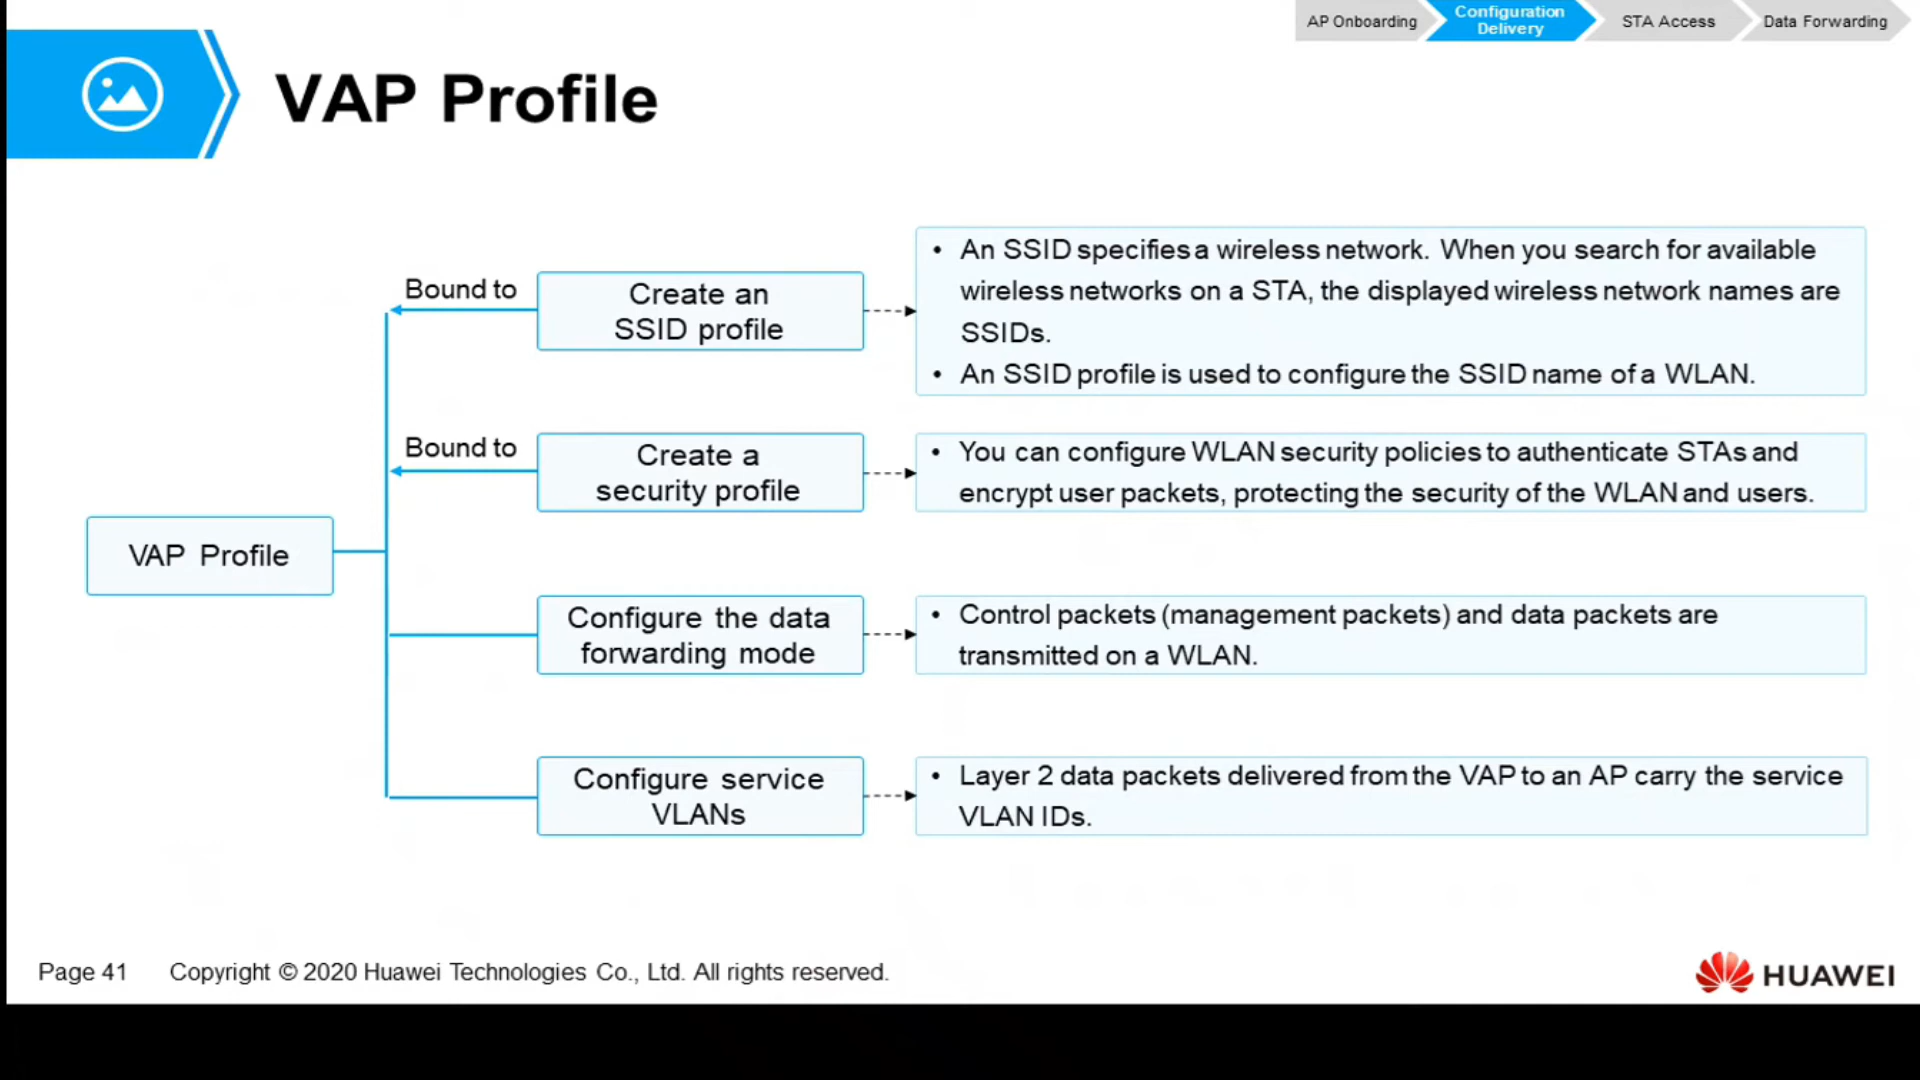 AP Onboarding
Configuration
Delivery
STA Access
Data Forwarding
VAP Profile
Bound to
Create an
SSID profile
• An SSID specifies a wireless network. When you search for available
wireless networks on a STA, the displayed wireless network names are
SSIDs.
• An SSID profile is used to configure the SSID name of a WLAN.
Bound to
Create a
security profile
• You can configure WLAN security policies to authenticate STAs and
encrypt user packets, protecting the security of the WLAN and users.
VAP Profile
Configure the data
forwarding mode
• Control packets (management packets) and data packets are
transmitted on a WLAN.
Configure service
VLANs
• Layer 2 data packets delivered from the VAP to an AP carry the service
VLAN IDs.
Page 41
Copyright © 2020 Huawei Technologies Co., Ltd. All rights reserved.
HUAWEI